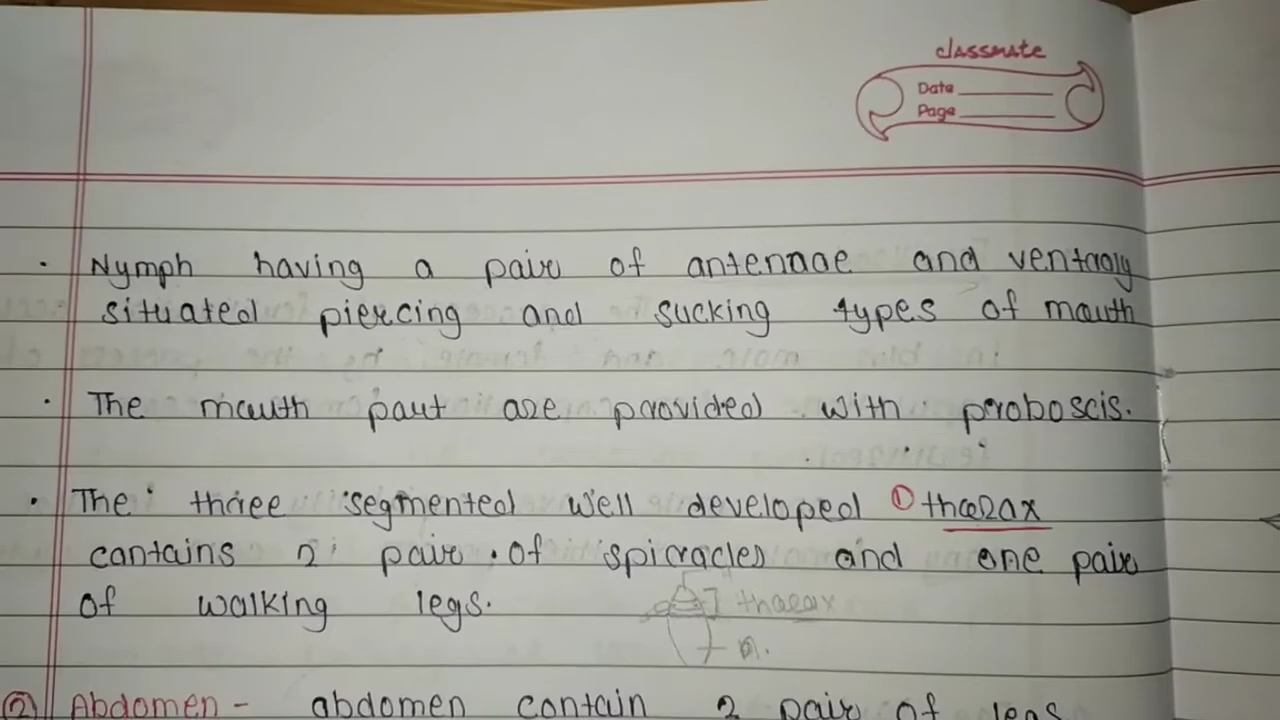 classmate
Date
Page
· Nymph having a pair of antennae and ventraly
situated piercing and sucking types of mouth
· The mouth part are provided with proboscis.
· The three segmented well developed ① thorax
contains 2 pair of spiracles and one pair
of walking legs.
thorax
② Abdomen - abdomen contain 2 pair of legs